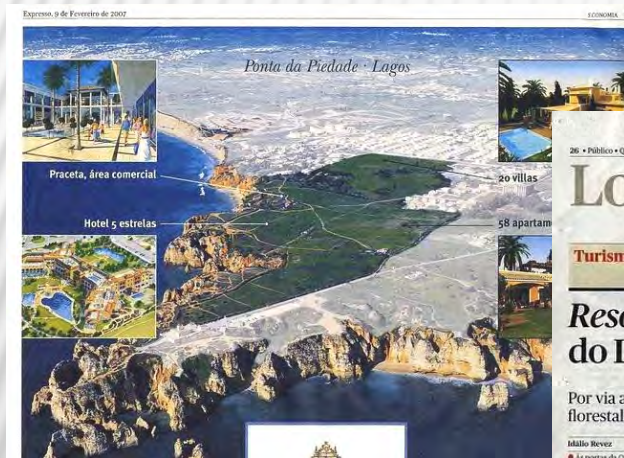 Expresso, 9 de Fevereiro de 2002
ECONOMIA
Ponta da Piedade · Lagos
Praceta, área comercial
20 villas
Hotel 5 estrelas
58 apartam
26 • Público • Q
Lo
Turism
Reso
do I
Por via a
florestal
Idálio Revez